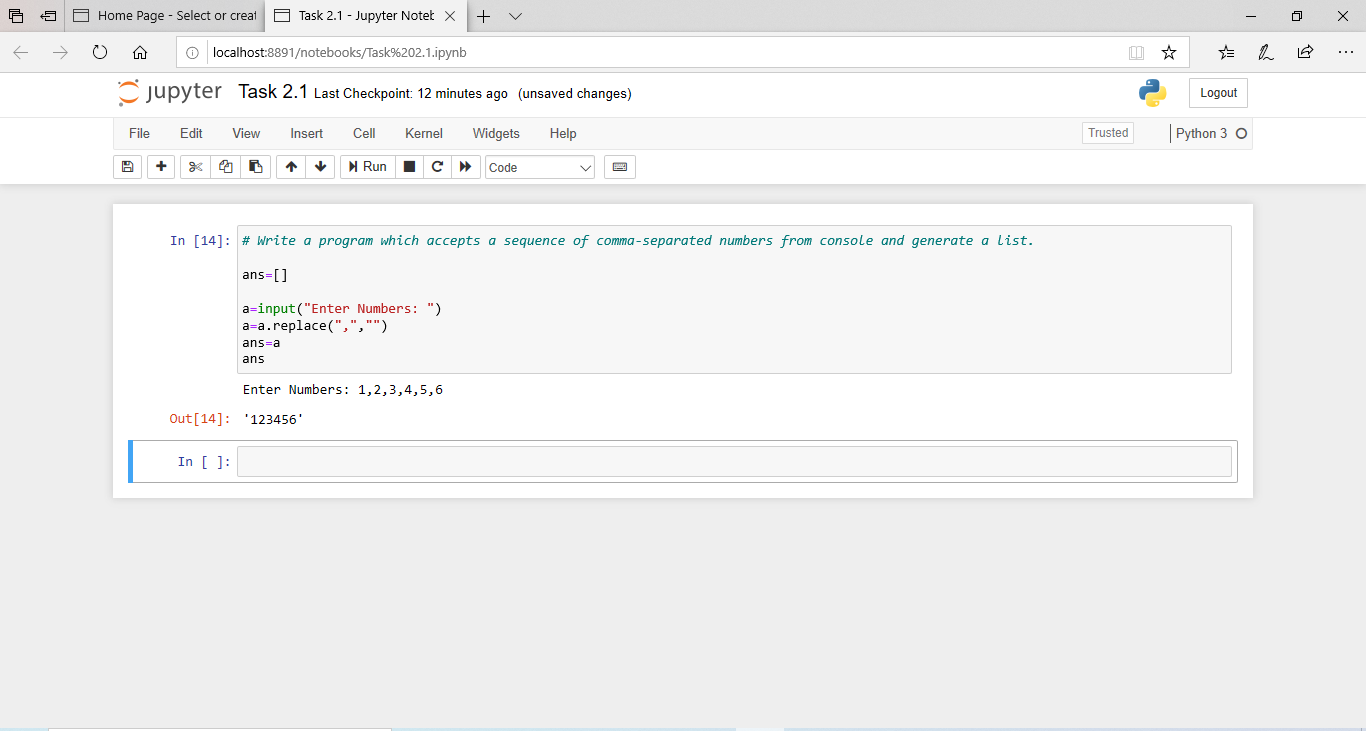 Home Page - Select or creat
Task 2.1 - Jupyter Noteb
localhost:8891/notebooks/Task%202.1.ipynb
jupyter Task 2.1 Last Checkpoint: 12 minutes ago (unsaved changes)
Logout
File Edit View Insert Cell Kernel Widgets Help
Trusted
Python 3
Run
Code
In [14]: # Write a program which accepts a sequence of comma-separated numbers from console and generate a list.
ans=[]
a=input("Enter Numbers: ")
a=a.replace(",","")
ans=a
ans
Enter Numbers: 1,2,3,4,5,6
Out[14]: '123456'
In [ ]: